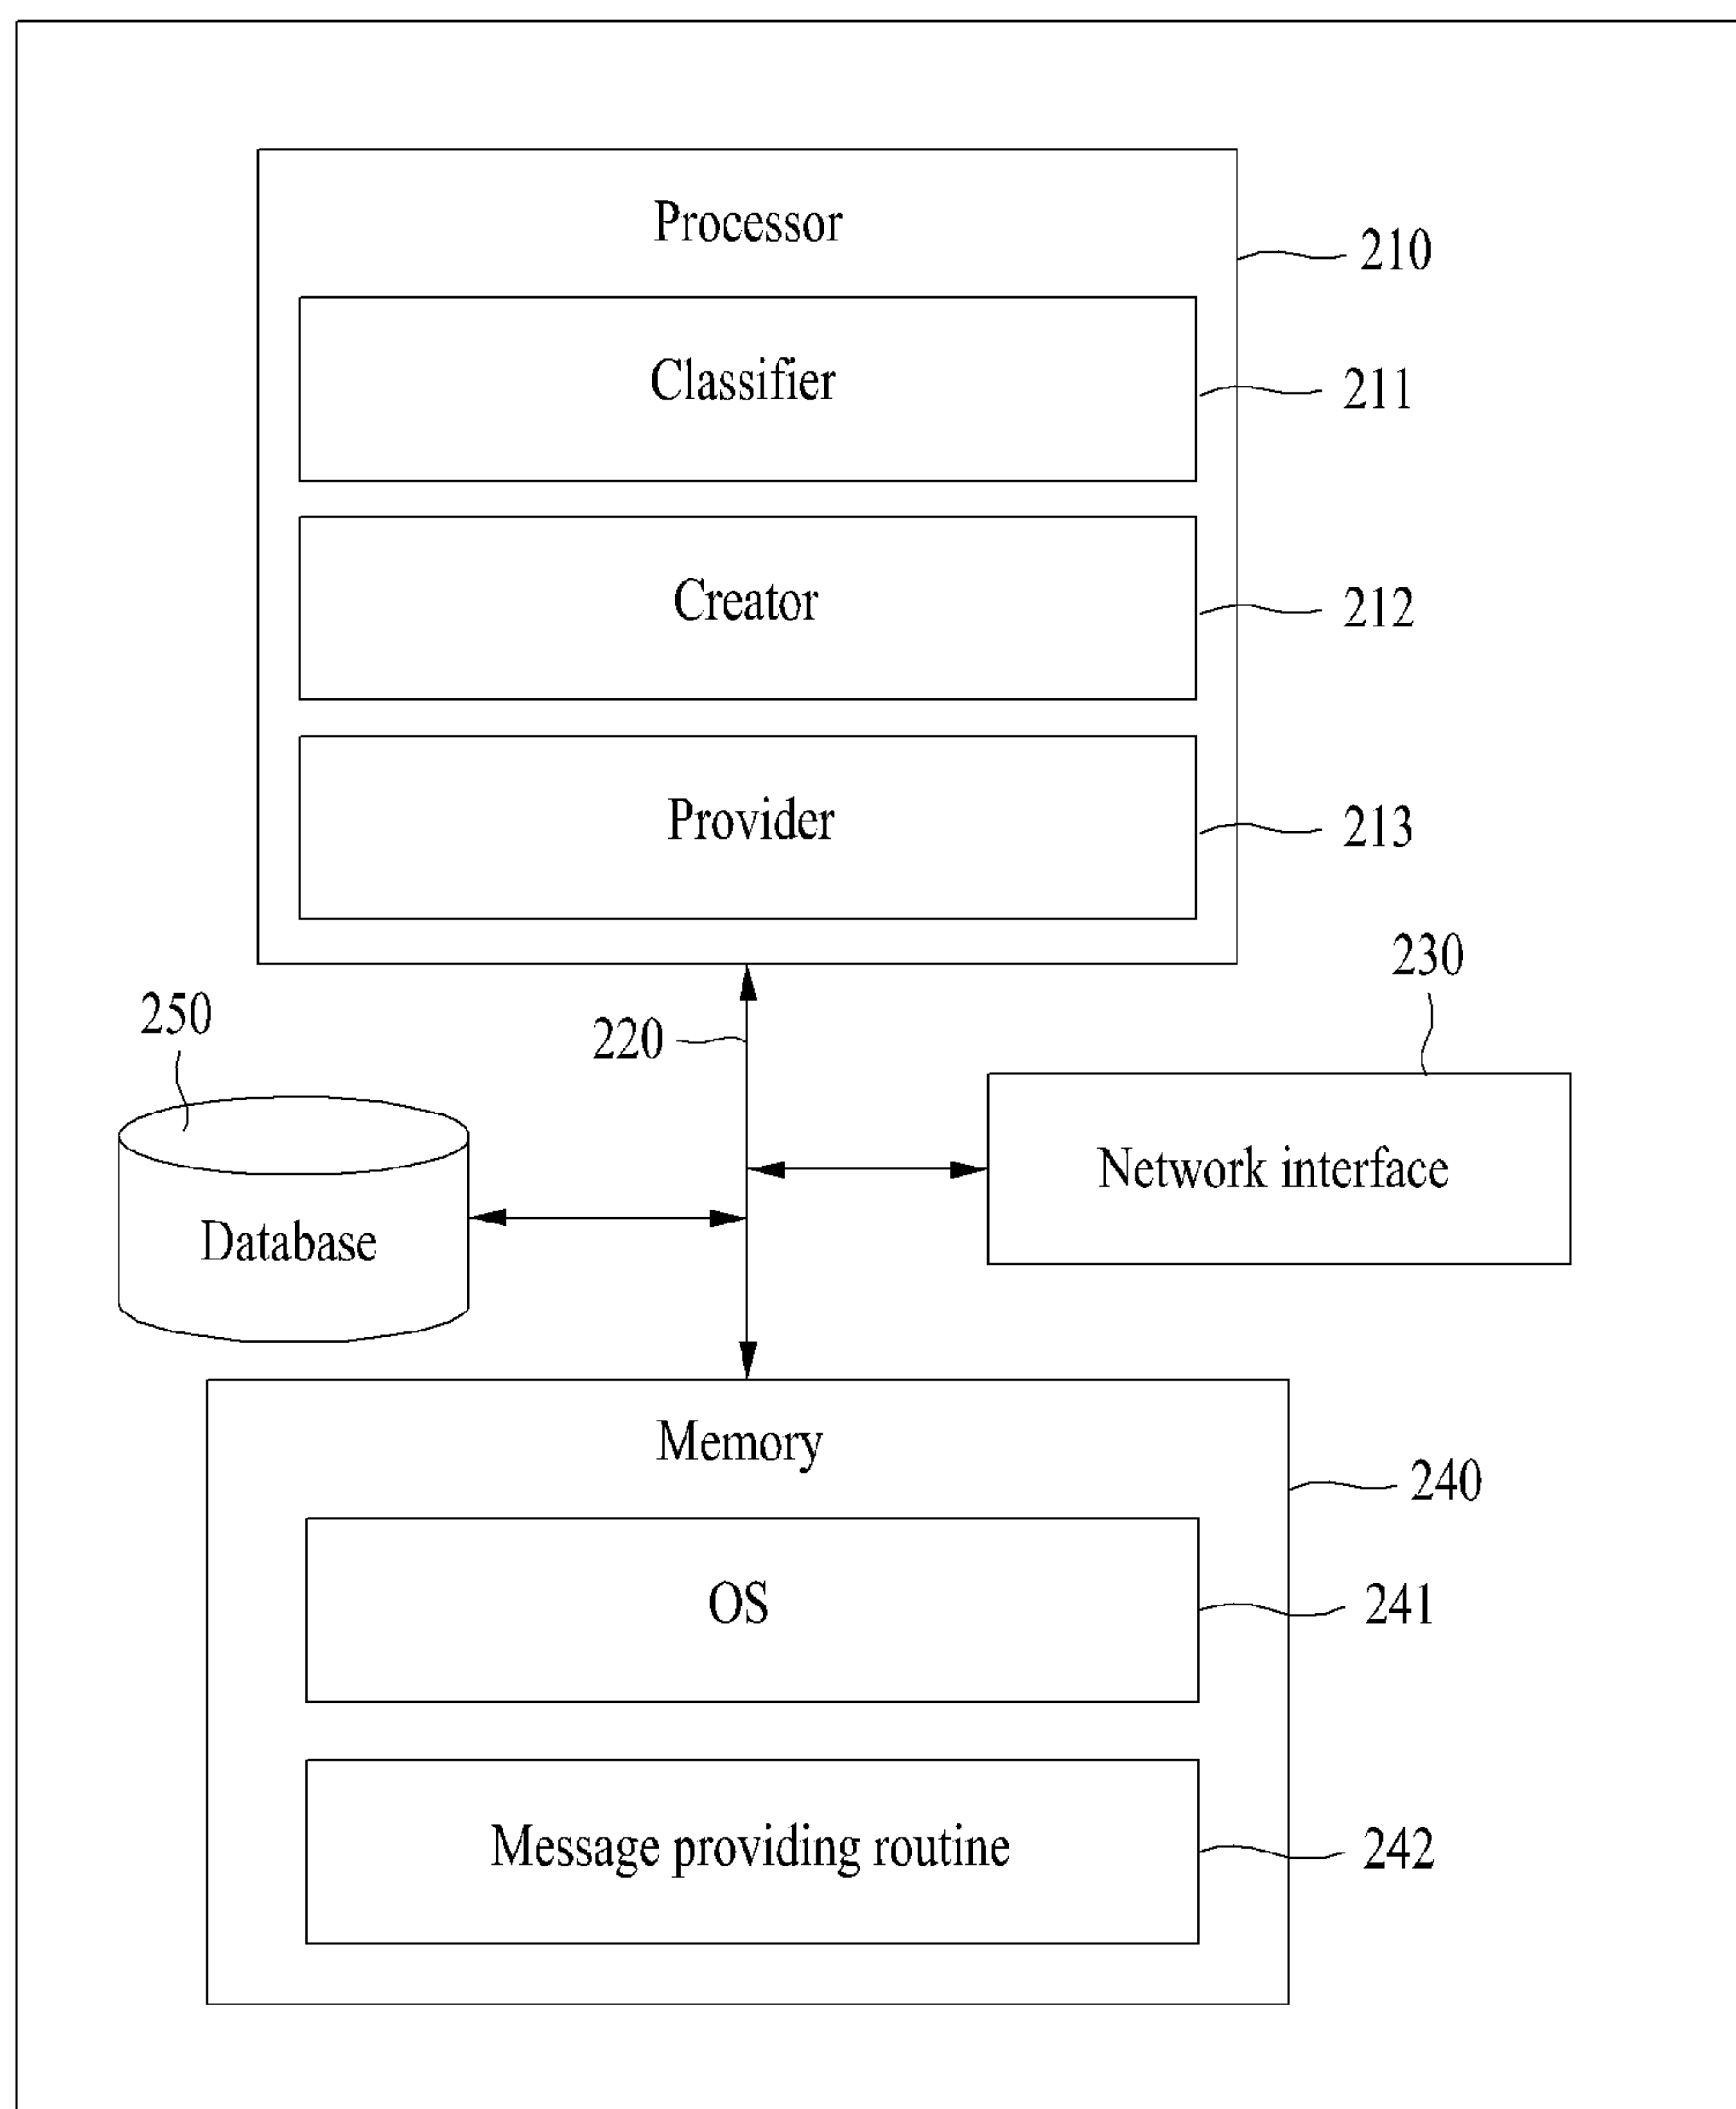 Processor
210
Classifier
211
Creator
212
Provider
213
230
250
220
Network interface
Database
Memory
240
OS
241
Message providing routine
242